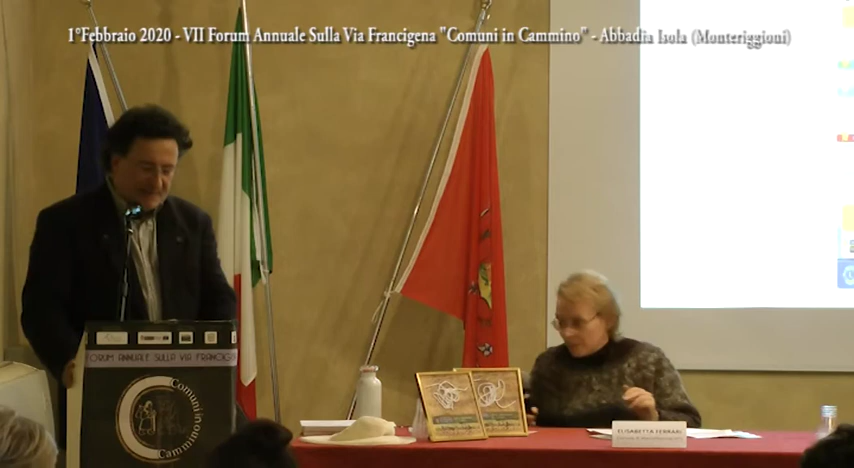 1°Febbraio 2020 - VII Forum Annuale Sulla Via Francigena "Comuni in Cammino" - Abbadia Isola (Monteriggioni)
FORUM ANNUALE SULLA VIA FRANCIGENA
Comuni in
Cammino
ELISABETTA FERRARI